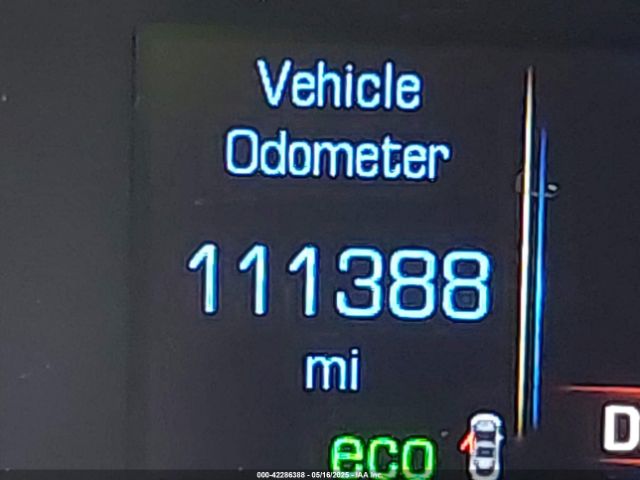 Vehicle
Odometer
111388
mi
eco
D
000-42286388 - 05/16/2025 - IAA Inc.